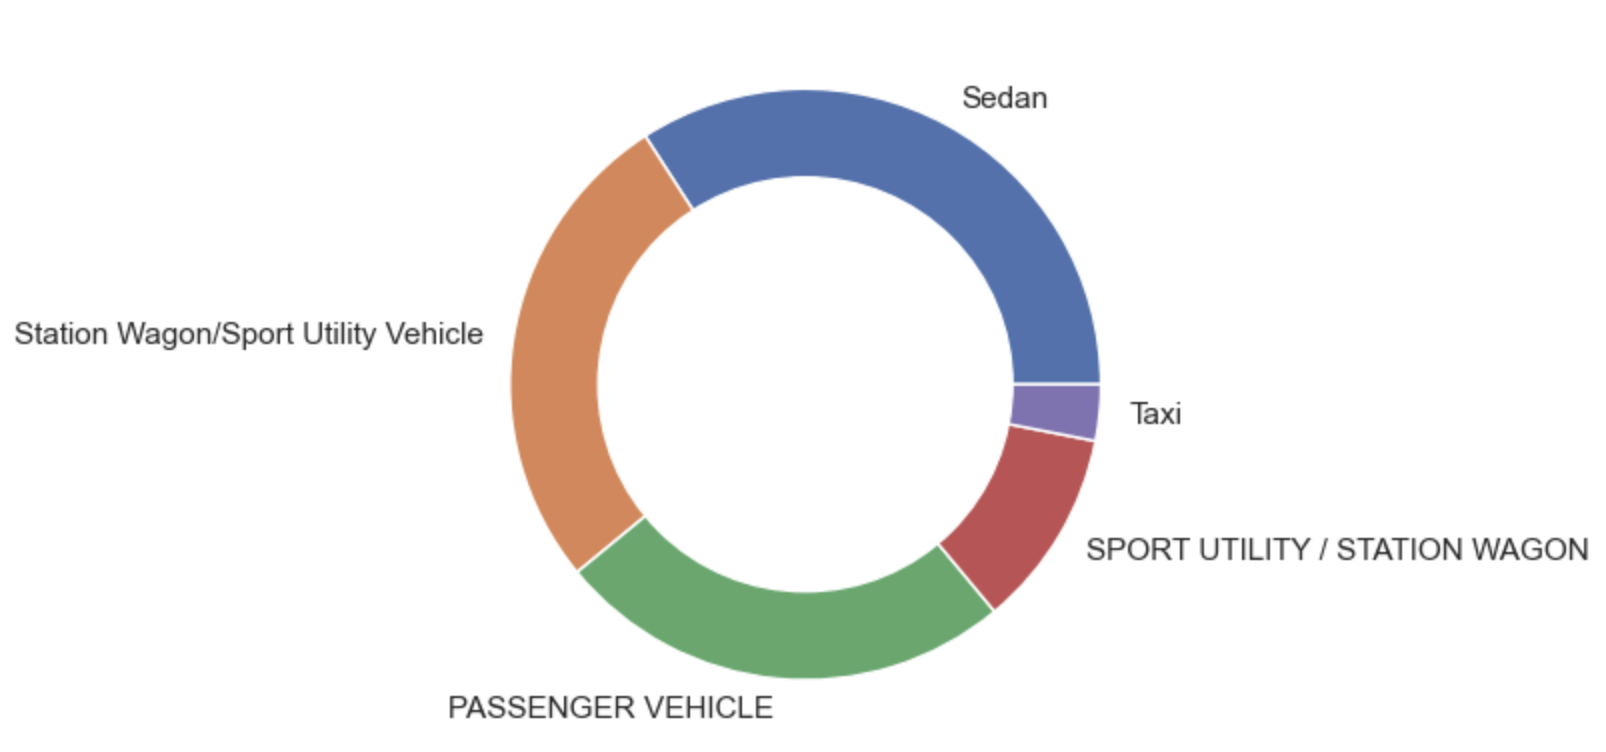 Sedan
Station Wagon/Sport Utility Vehicle
Taxi
SPORT UTILITY / STATION WAGON
PASSENGER VEHICLE